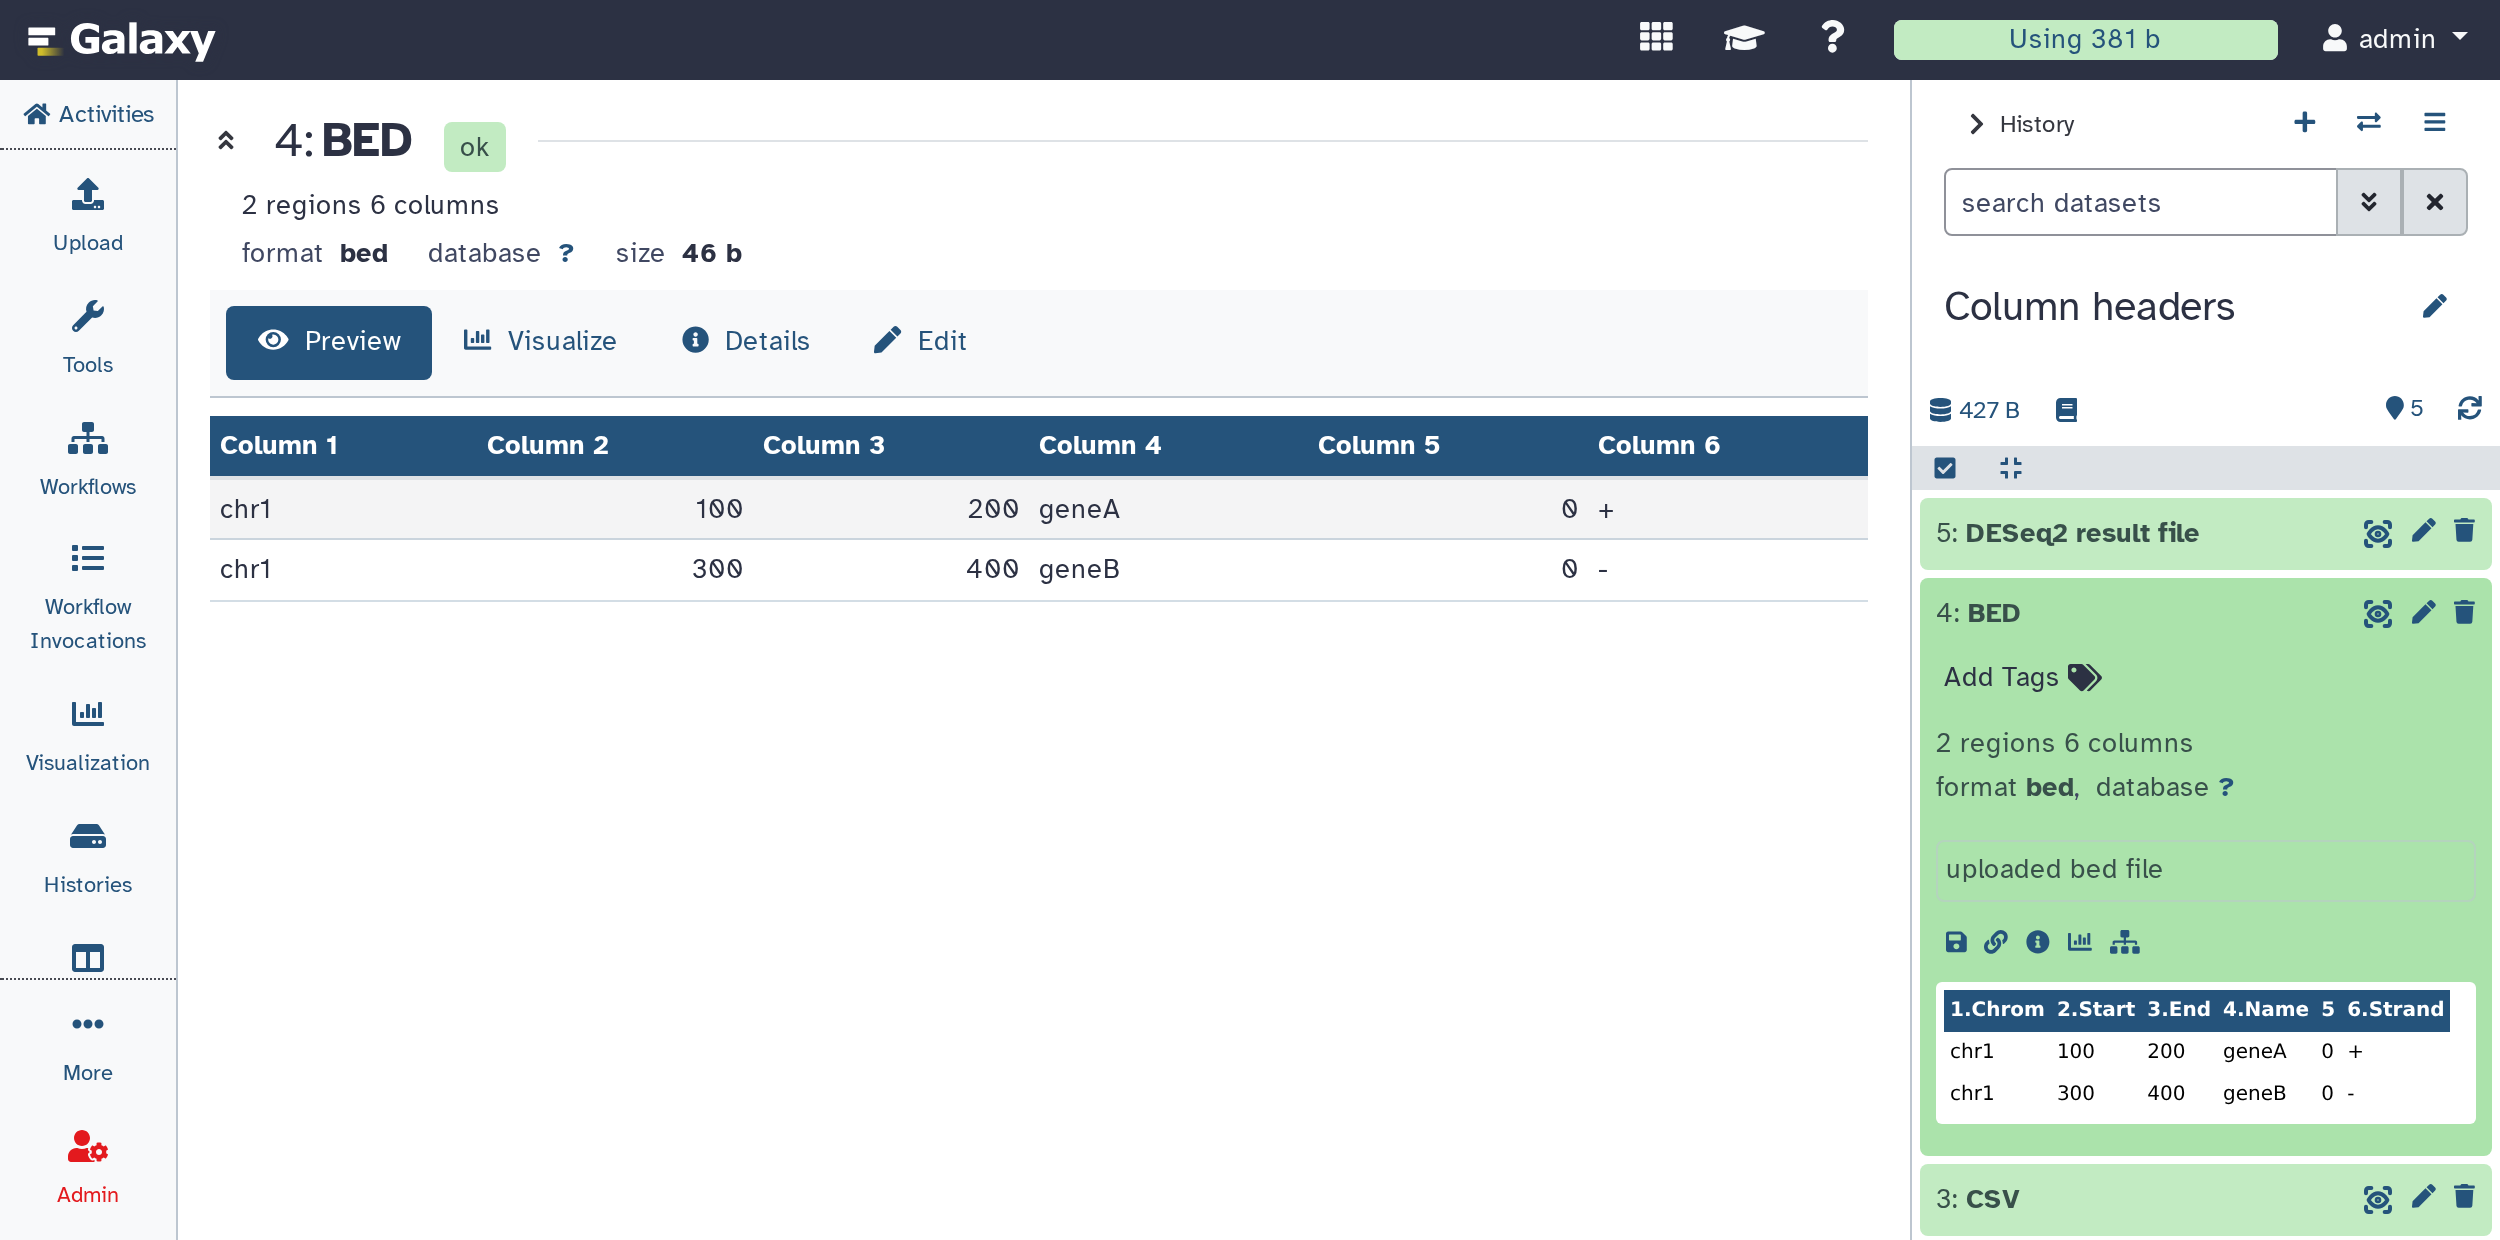 Galaxy
Using 381 b
admin
Activities
Upload
Tools
Workflows
Workflow
Invocations
Visualization
Histories
More
Admin
4: BED ok
2 regions 6 columns
format bed database ? size 46 b
Preview Visualize Details Edit
Column 1 Column 2 Column 3 Column 4 Column 5 Column 6
chr1 100 200 geneA 0 +
chr1 300 400 geneB 0 -
History
search datasets
Column headers
427 B 5
5: DESeq2 result file
4: BED
Add Tags
2 regions 6 columns
format bed, database ?
uploaded bed file
1.Chrom 2.Start 3.End 4.Name 5 6.Strand
chr1 100 200 geneA 0 +
chr1 300 400 geneB 0 -
3: CSV